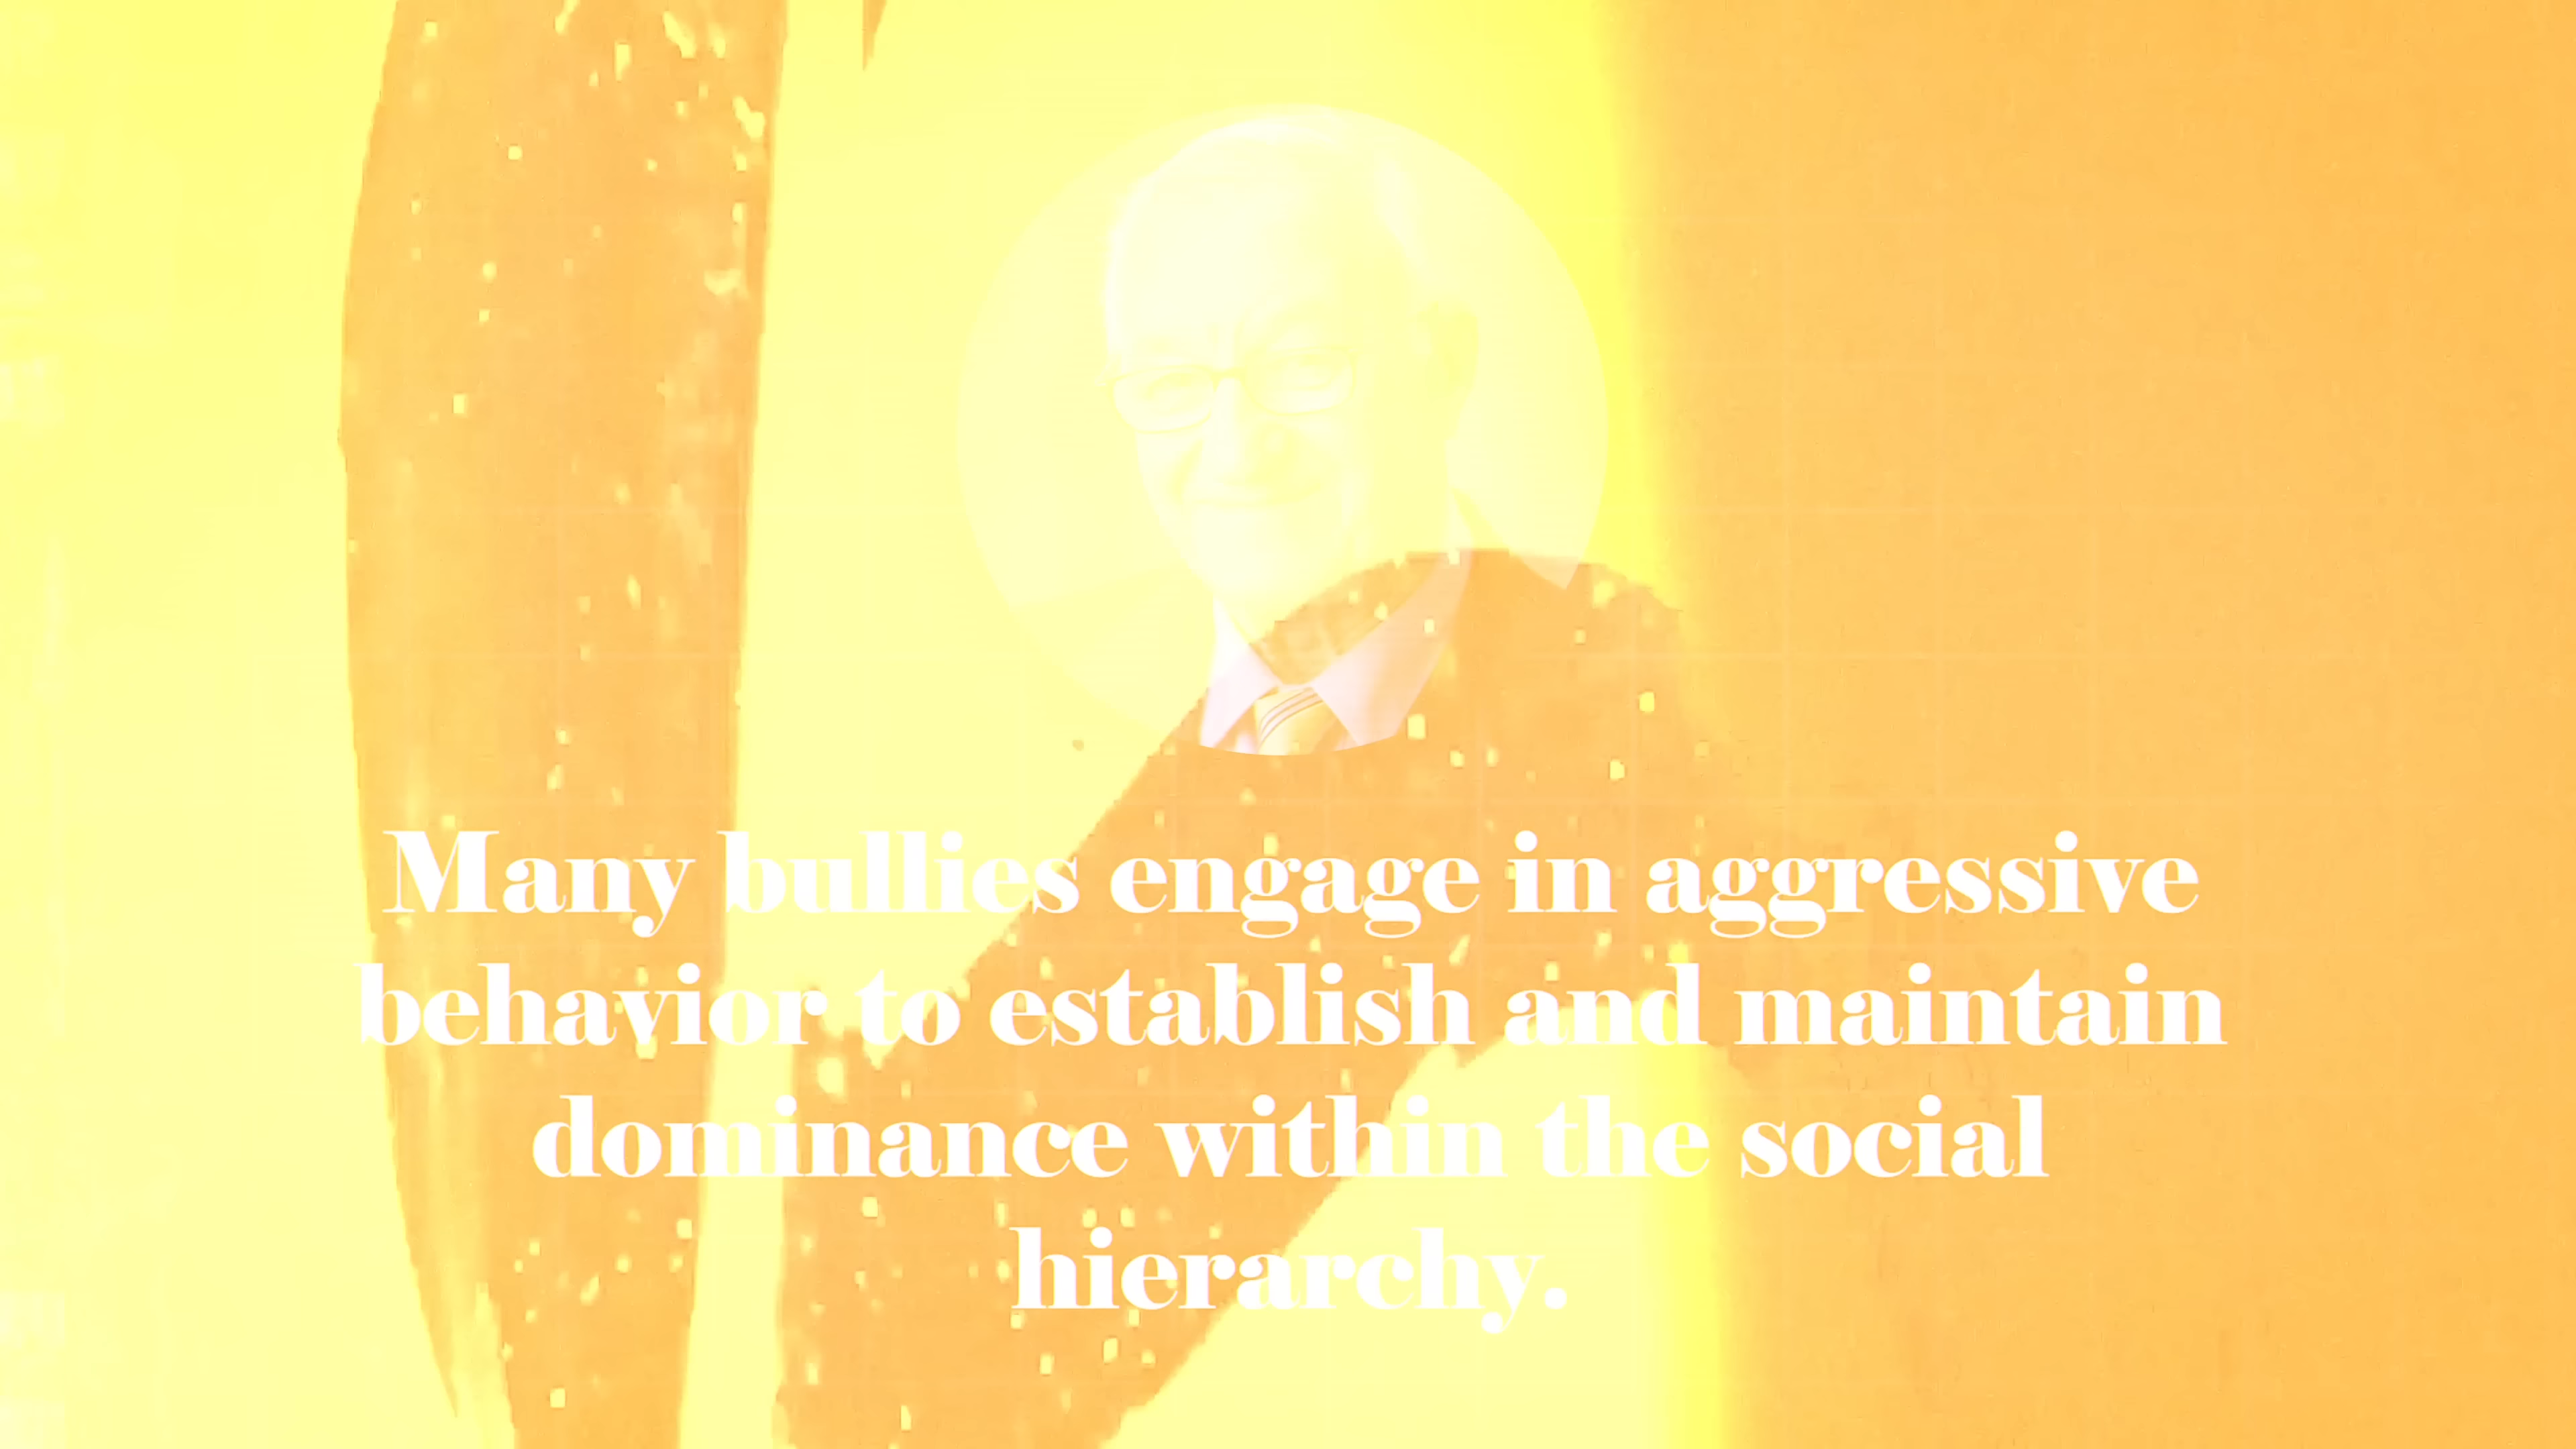 Many bullies engage in aggressive
behavior to establish and maintain
dominance within the social
hierarchy.